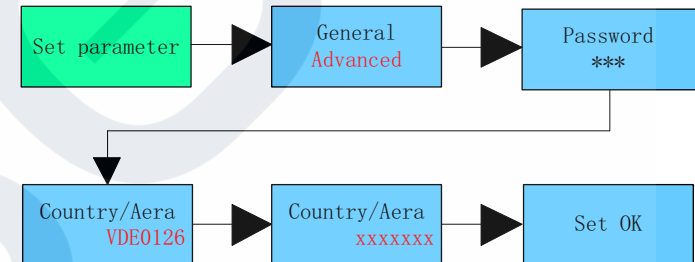 Set parameter
General
Advanced
Password
***
Country/Aera
VDE0126
Country/Aera
xxxxxxx
Set OK